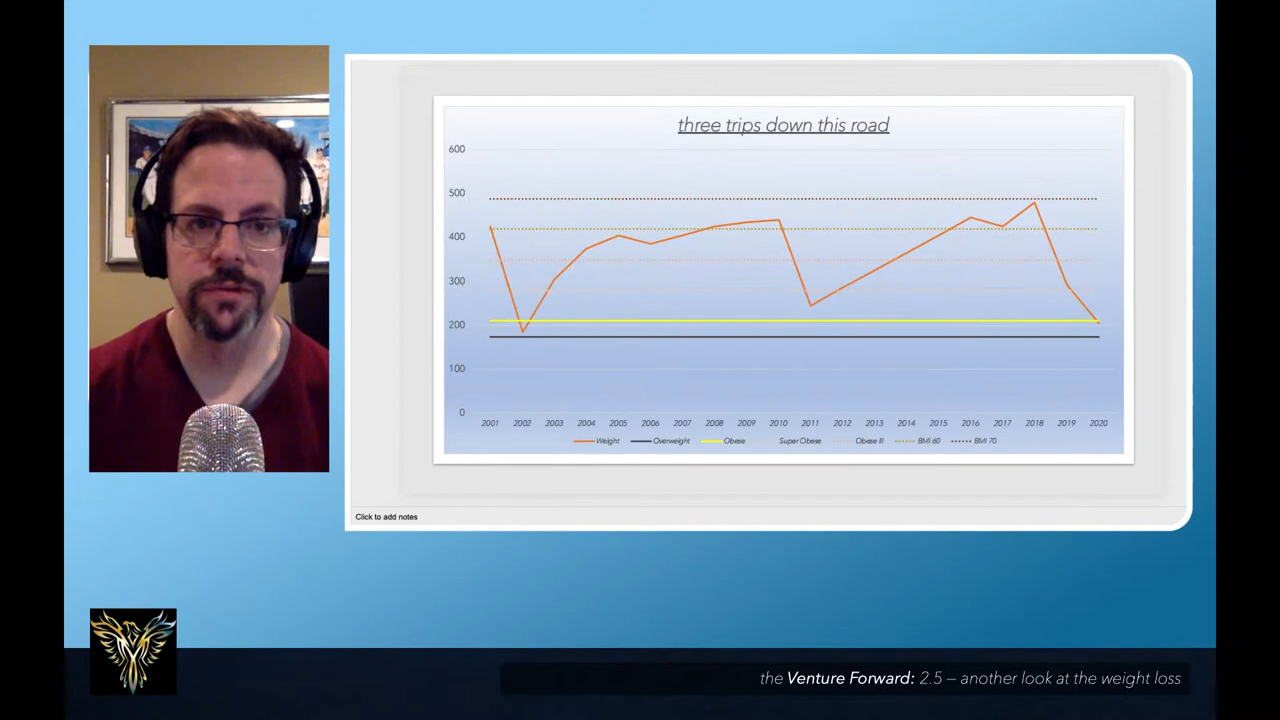 three trips down this road
600
500
400
300
200
100
0
2001 2002 2003 2004 2005 2006 2007 2008 2009 2010 2011 2012 2013 2014 2015 2016 2017 2018 2019 2020
Weight Overweight Obese Super Obese Obese III BMI 60 BMI 70
Click to add notes
the Venture Forward: 2.5 – another look at the weight loss